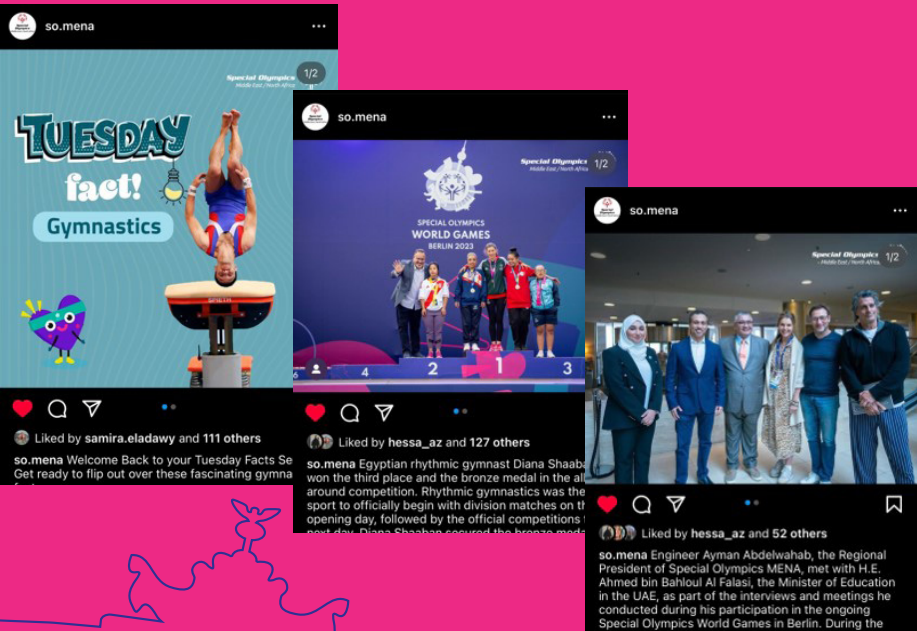 so.mena
Special Olympics
Middle East / North Africa
1/2
TUESDAY
fact!
Gymnastics
SPIETH
Liked by samira.eladawy and 111 others
so.mena Welcome Back to your Tuesday Facts Se
Get ready to flip out over these fascinating gymna
so.mena
Special Olympics
Middle East / North Africa
1/2
SPECIAL OLYMPICS
WORLD GAMES
BERLIN 2023
4
2
1
3
Liked by hessa_az and 127 others
so.mena Egyptian rhythmic gymnast Diana Shaaba
won the third place and the bronze medal in the all
around competition. Rhythmic gymnastics was the
sport to officially begin with division matches on th
opening day, followed by the official competitions
next day. Diana Shaaban secured the bronze meda
so.mena
Special Olympics
Middle East / North Africa
1/2
Liked by hessa_az and 52 others
so.mena Engineer Ayman Abdelwahab, the Regional
President of Special Olympics MENA, met with H.E.
Ahmed bin Bahloul Al Falasi, the Minister of Education
in the UAE, as part of the interviews and meetings he
conducted during his participation in the ongoing
Special Olympics World Games in Berlin. During the